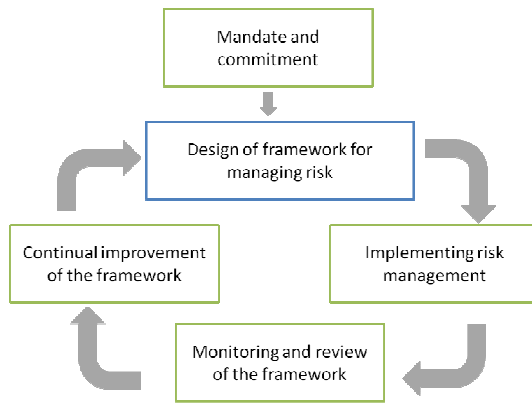 Mandate and
commitment
Design of framework for
managing risk
Continual improvement
of the framework
Implementing risk
management
Monitoring and review
of the framework